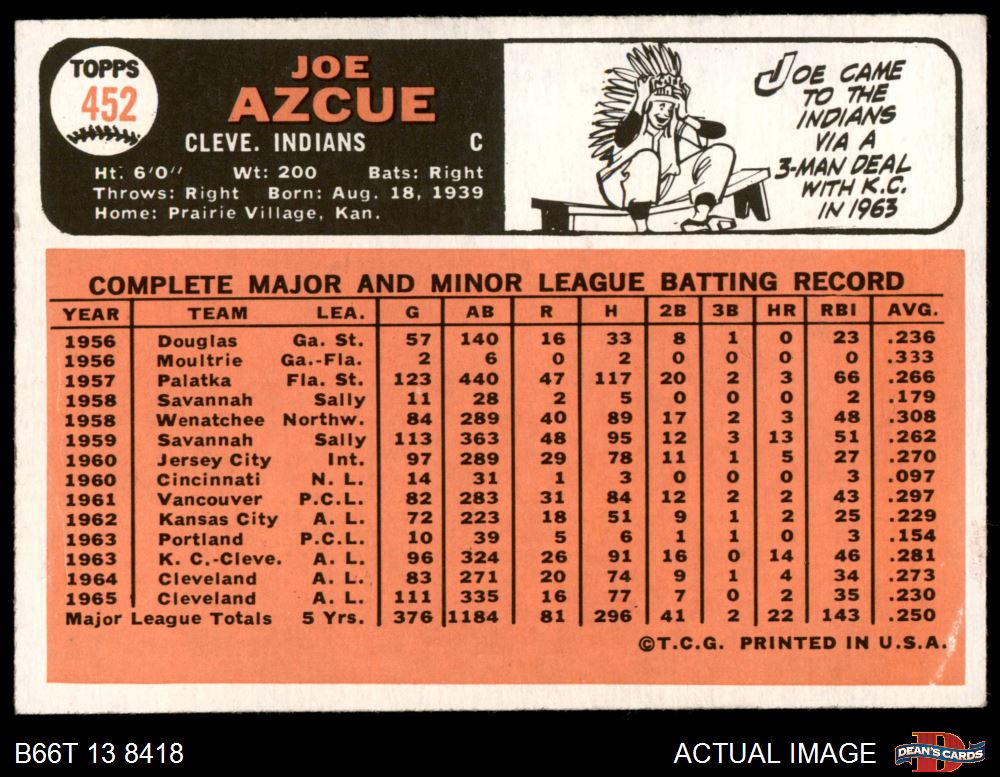 TOPPS
452
JOE
AZCUE
CLEVE. INDIANS C
Ht: 6'0" Wt: 200 Bats: Right
Throws: Right Born: Aug. 18, 1939
Home: Prairie Village, Kan.
JOE CAME
TO THE
INDIANS
VIA A
3-MAN DEAL
WITH K.C.
IN 1963
COMPLETE MAJOR AND MINOR LEAGUE BATTING RECORD
YEAR TEAM LEA. G AB R H 2B 3B HR RBI AVG.
1956 Douglas Ga. St. 57 140 16 33 8 1 0 23 .236
1956 Moultrie Ga.-Fla. 2 6 0 2 0 0 0 0 .333
1957 Palatka Fla. St. 123 440 47 117 20 2 3 66 .266
1958 Savannah Sally 11 28 2 5 0 0 0 2 .179
1958 Wenatchee Northw. 84 289 40 89 17 2 3 48 .308
1959 Savannah Sally 113 363 48 95 12 3 13 51 .262
1960 Jersey City Int. 97 289 29 78 11 1 5 27 .270
1960 Cincinnati N. L. 14 31 1 3 0 0 0 3 .097
1961 Vancouver P.C.L. 82 283 31 84 12 2 2 43 .297
1962 Kansas City A. L. 72 223 18 51 9 1 2 25 .229
1963 Portland P.C.L. 10 39 5 6 1 1 0 3 .154
1963 K. C.-Cleve. A. L. 96 324 26 91 16 0 14 46 .281
1964 Cleveland A. L. 83 271 20 74 9 1 4 34 .273
1965 Cleveland A. L. 111 335 16 77 7 0 2 35 .230
Major League Totals 5 Yrs. 376 1184 81 296 41 2 22 143 .250
©T.C.G. PRINTED IN U.S.A.
B66T 13 8418 ACTUAL IMAGE
DEAN'S CARDS